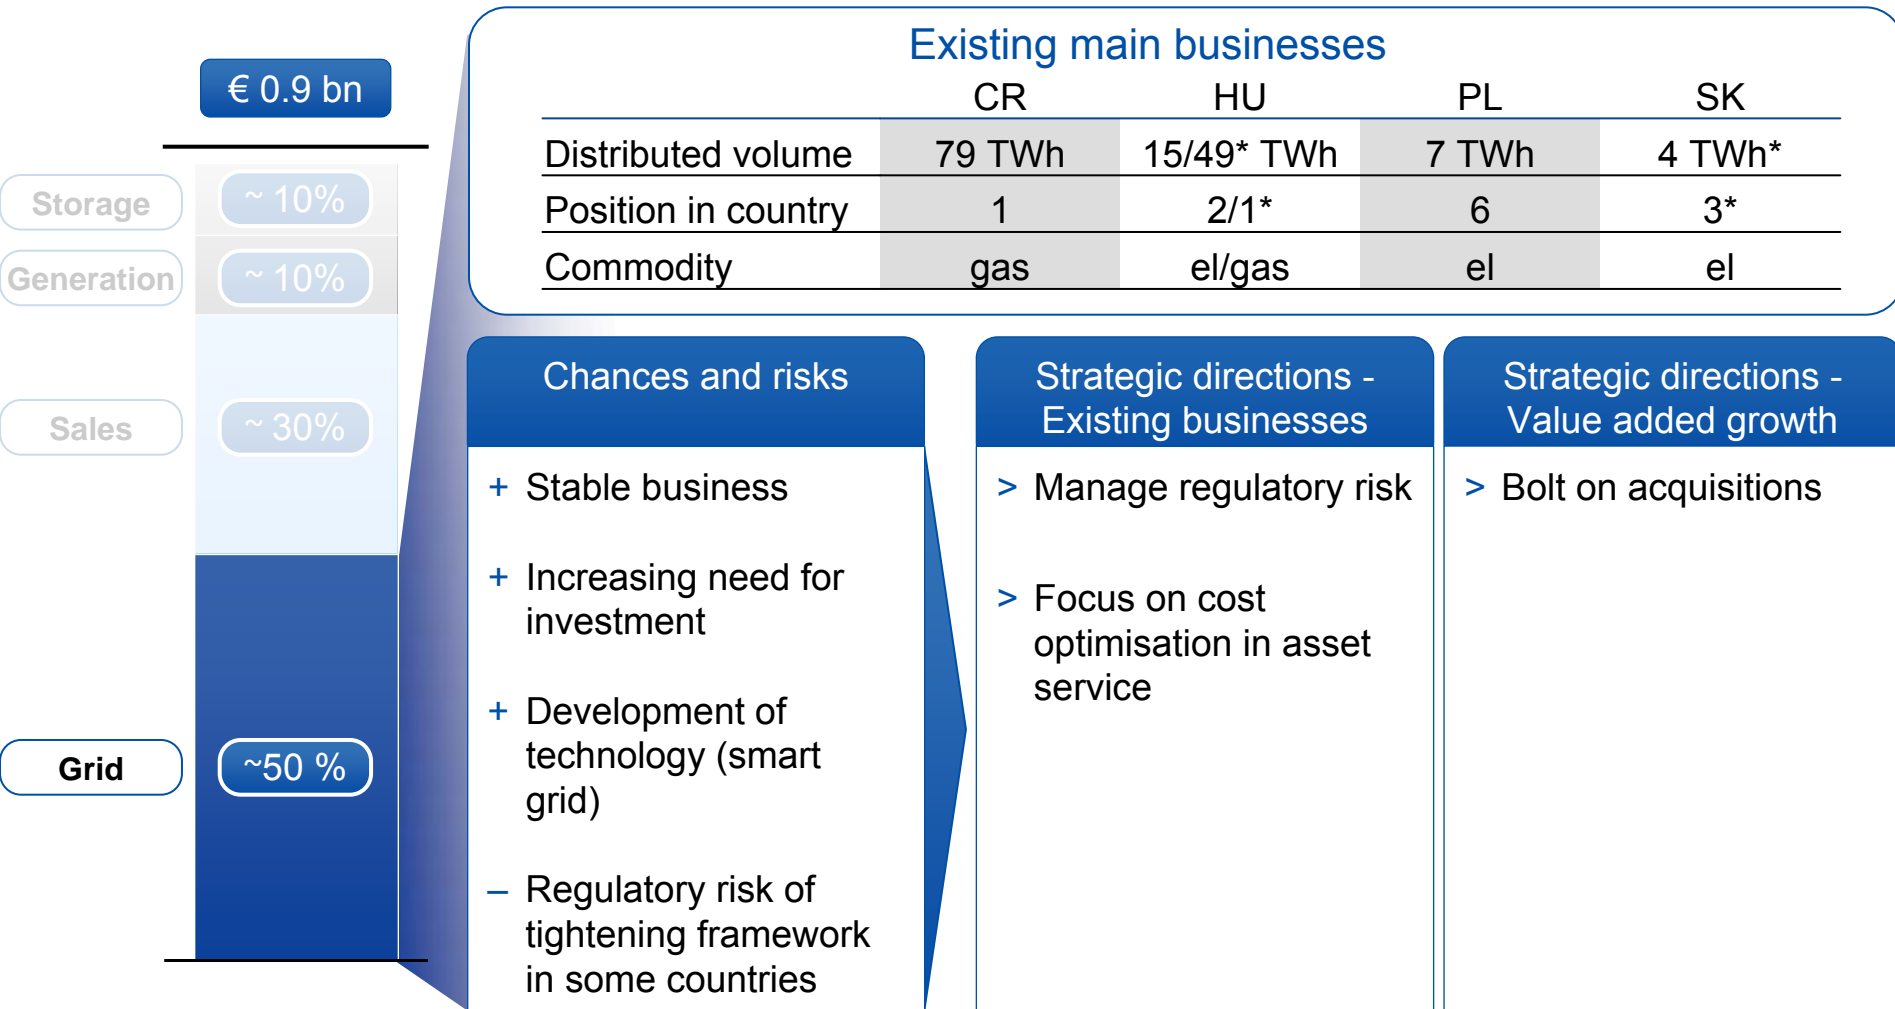 € 0.9 bn
Storage
~ 10%
Generation
~ 10%
Sales
~ 30%
Grid
~50 %
Existing main businesses
CR HU PL SK
Distributed volume 79 TWh 15/49* TWh 7 TWh 4 TWh*
Position in country 1 2/1* 6 3*
Commodity gas el/gas el el
Chances and risks
+ Stable business
+ Increasing need for
investment
+ Development of
technology (smart
grid)
– Regulatory risk of
tightening framework
in some countries
Strategic directions -
Existing businesses
> Manage regulatory risk
> Focus on cost
optimisation in asset
service
Strategic directions -
Value added growth
> Bolt on acquisitions